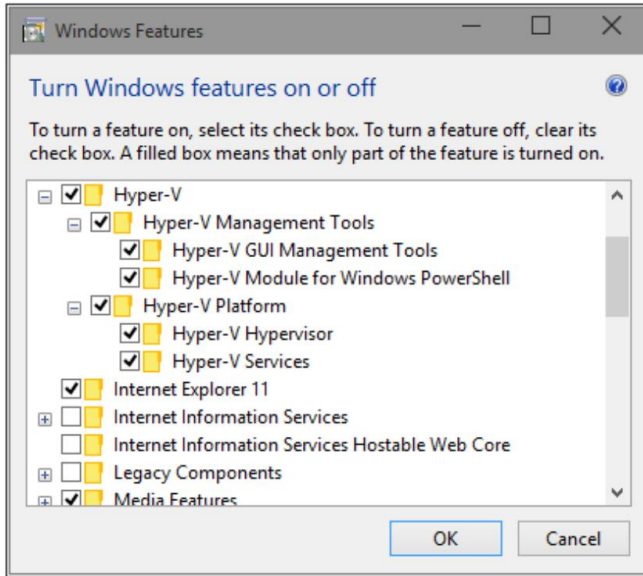 Windows Features
Turn Windows features on or off
To turn a feature on, select its check box. To turn a feature off, clear its
check box. A filled box means that only part of the feature is turned on.
Hyper-V
Hyper-V Management Tools
Hyper-V GUI Management Tools
Hyper-V Module for Windows PowerShell
Hyper-V Platform
Hyper-V Hypervisor
Hyper-V Services
Internet Explorer 11
Internet Information Services
Internet Information Services Hostable Web Core
Legacy Components
Media Features
OK Cancel